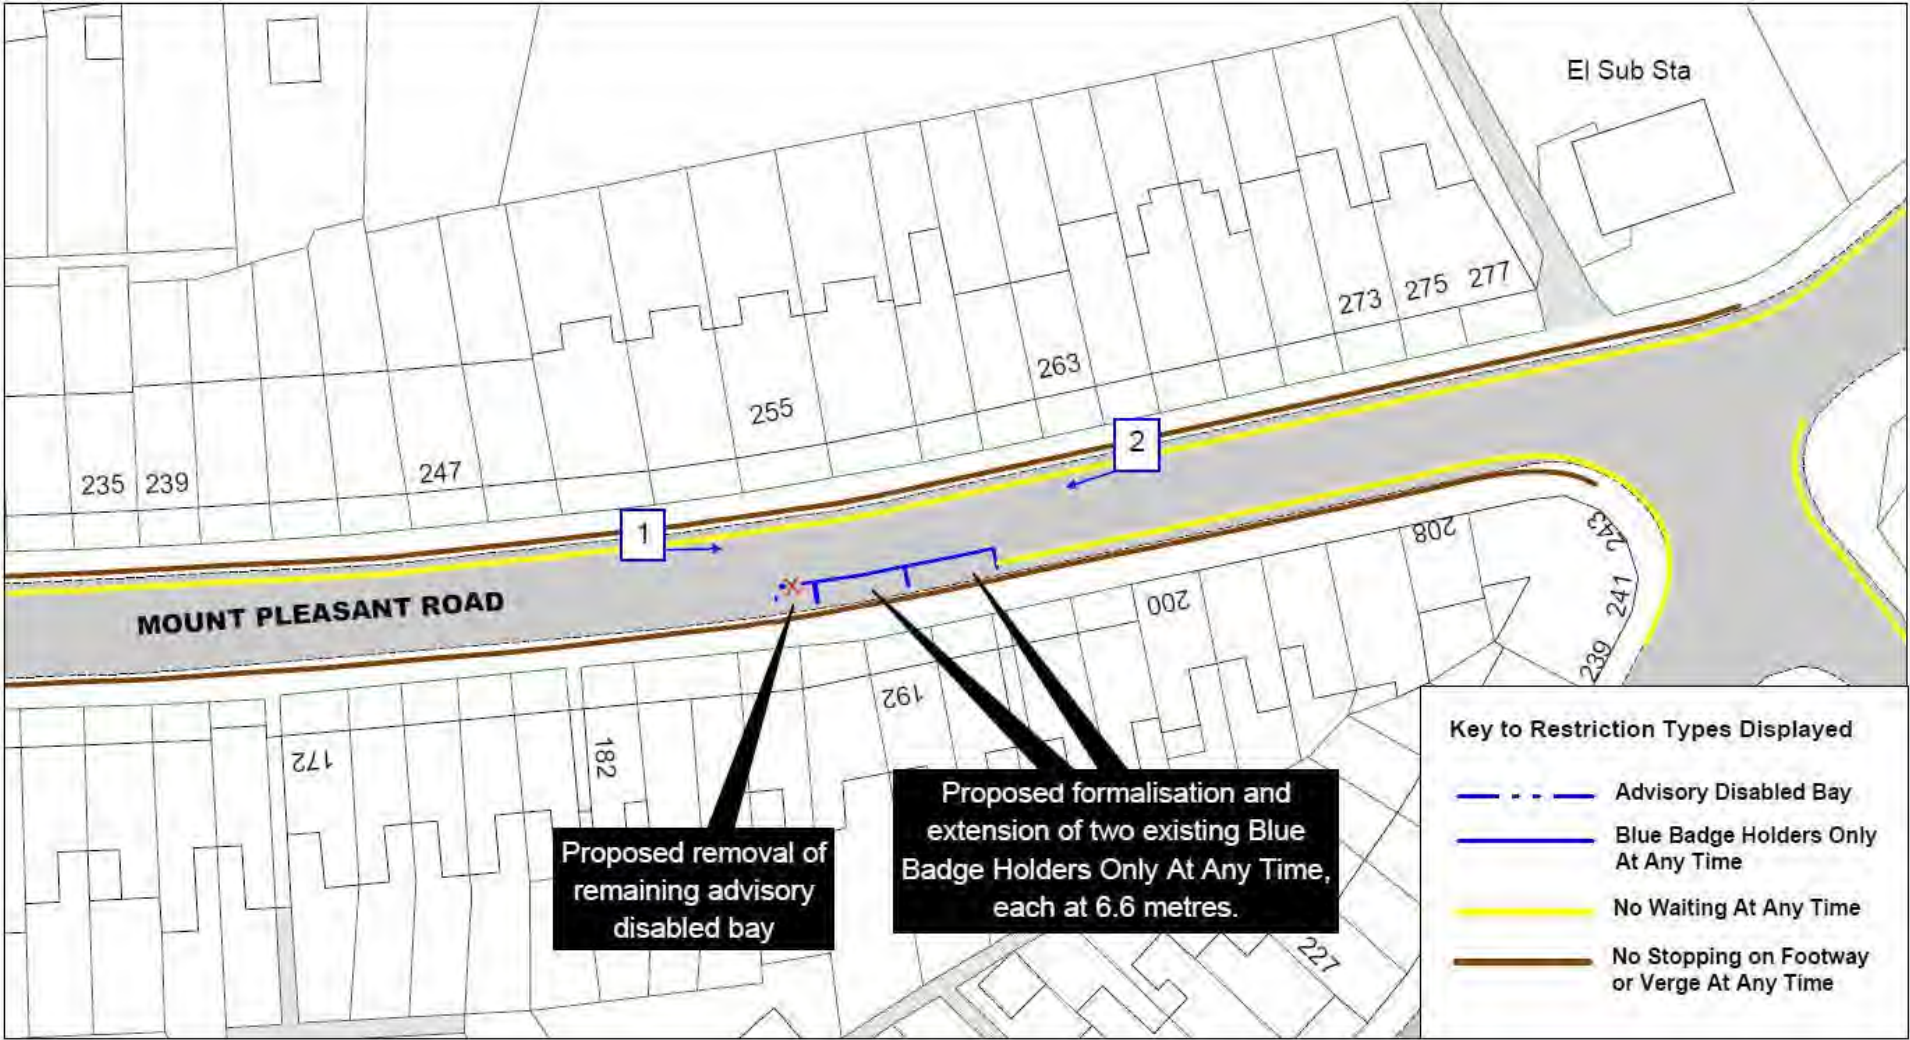 El Sub Sta
273 275 277
263
255
2
235 239
247
1
208
243
241
239
200
MOUNT PLEASANT ROAD
192
172
182
227
Proposed removal of
remaining advisory
disabled bay
Proposed formalisation and
extension of two existing Blue
Badge Holders Only At Any Time,
each at 6.6 metres.
Key to Restriction Types Displayed
Advisory Disabled Bay
Blue Badge Holders Only
At Any Time
No Waiting At Any Time
No Stopping on Footway
or Verge At Any Time